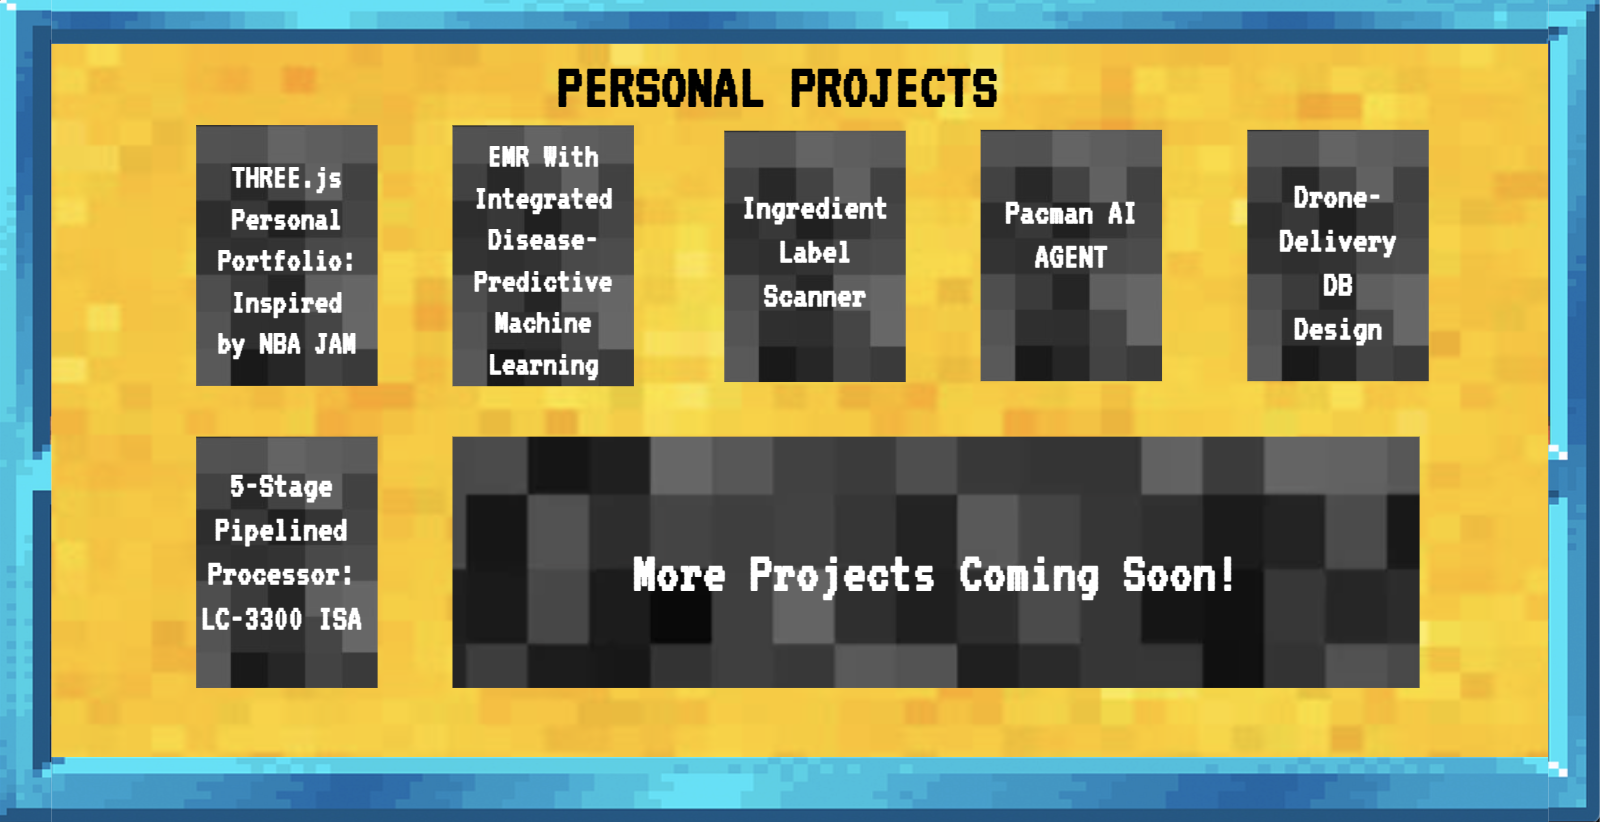 PERSONAL PROJECTS
THREE.js
Personal
Portfolio:
Inspired
by NBA JAM
EMR With
Integrated
Disease-
Predictive
Machine
Learning
Ingredient
Label
Scanner
Pacman AI
AGENT
Drone-
Delivery
DB
Design
5-Stage
Pipelined
Processor:
LC-3300 ISA
More Projects Coming Soon!